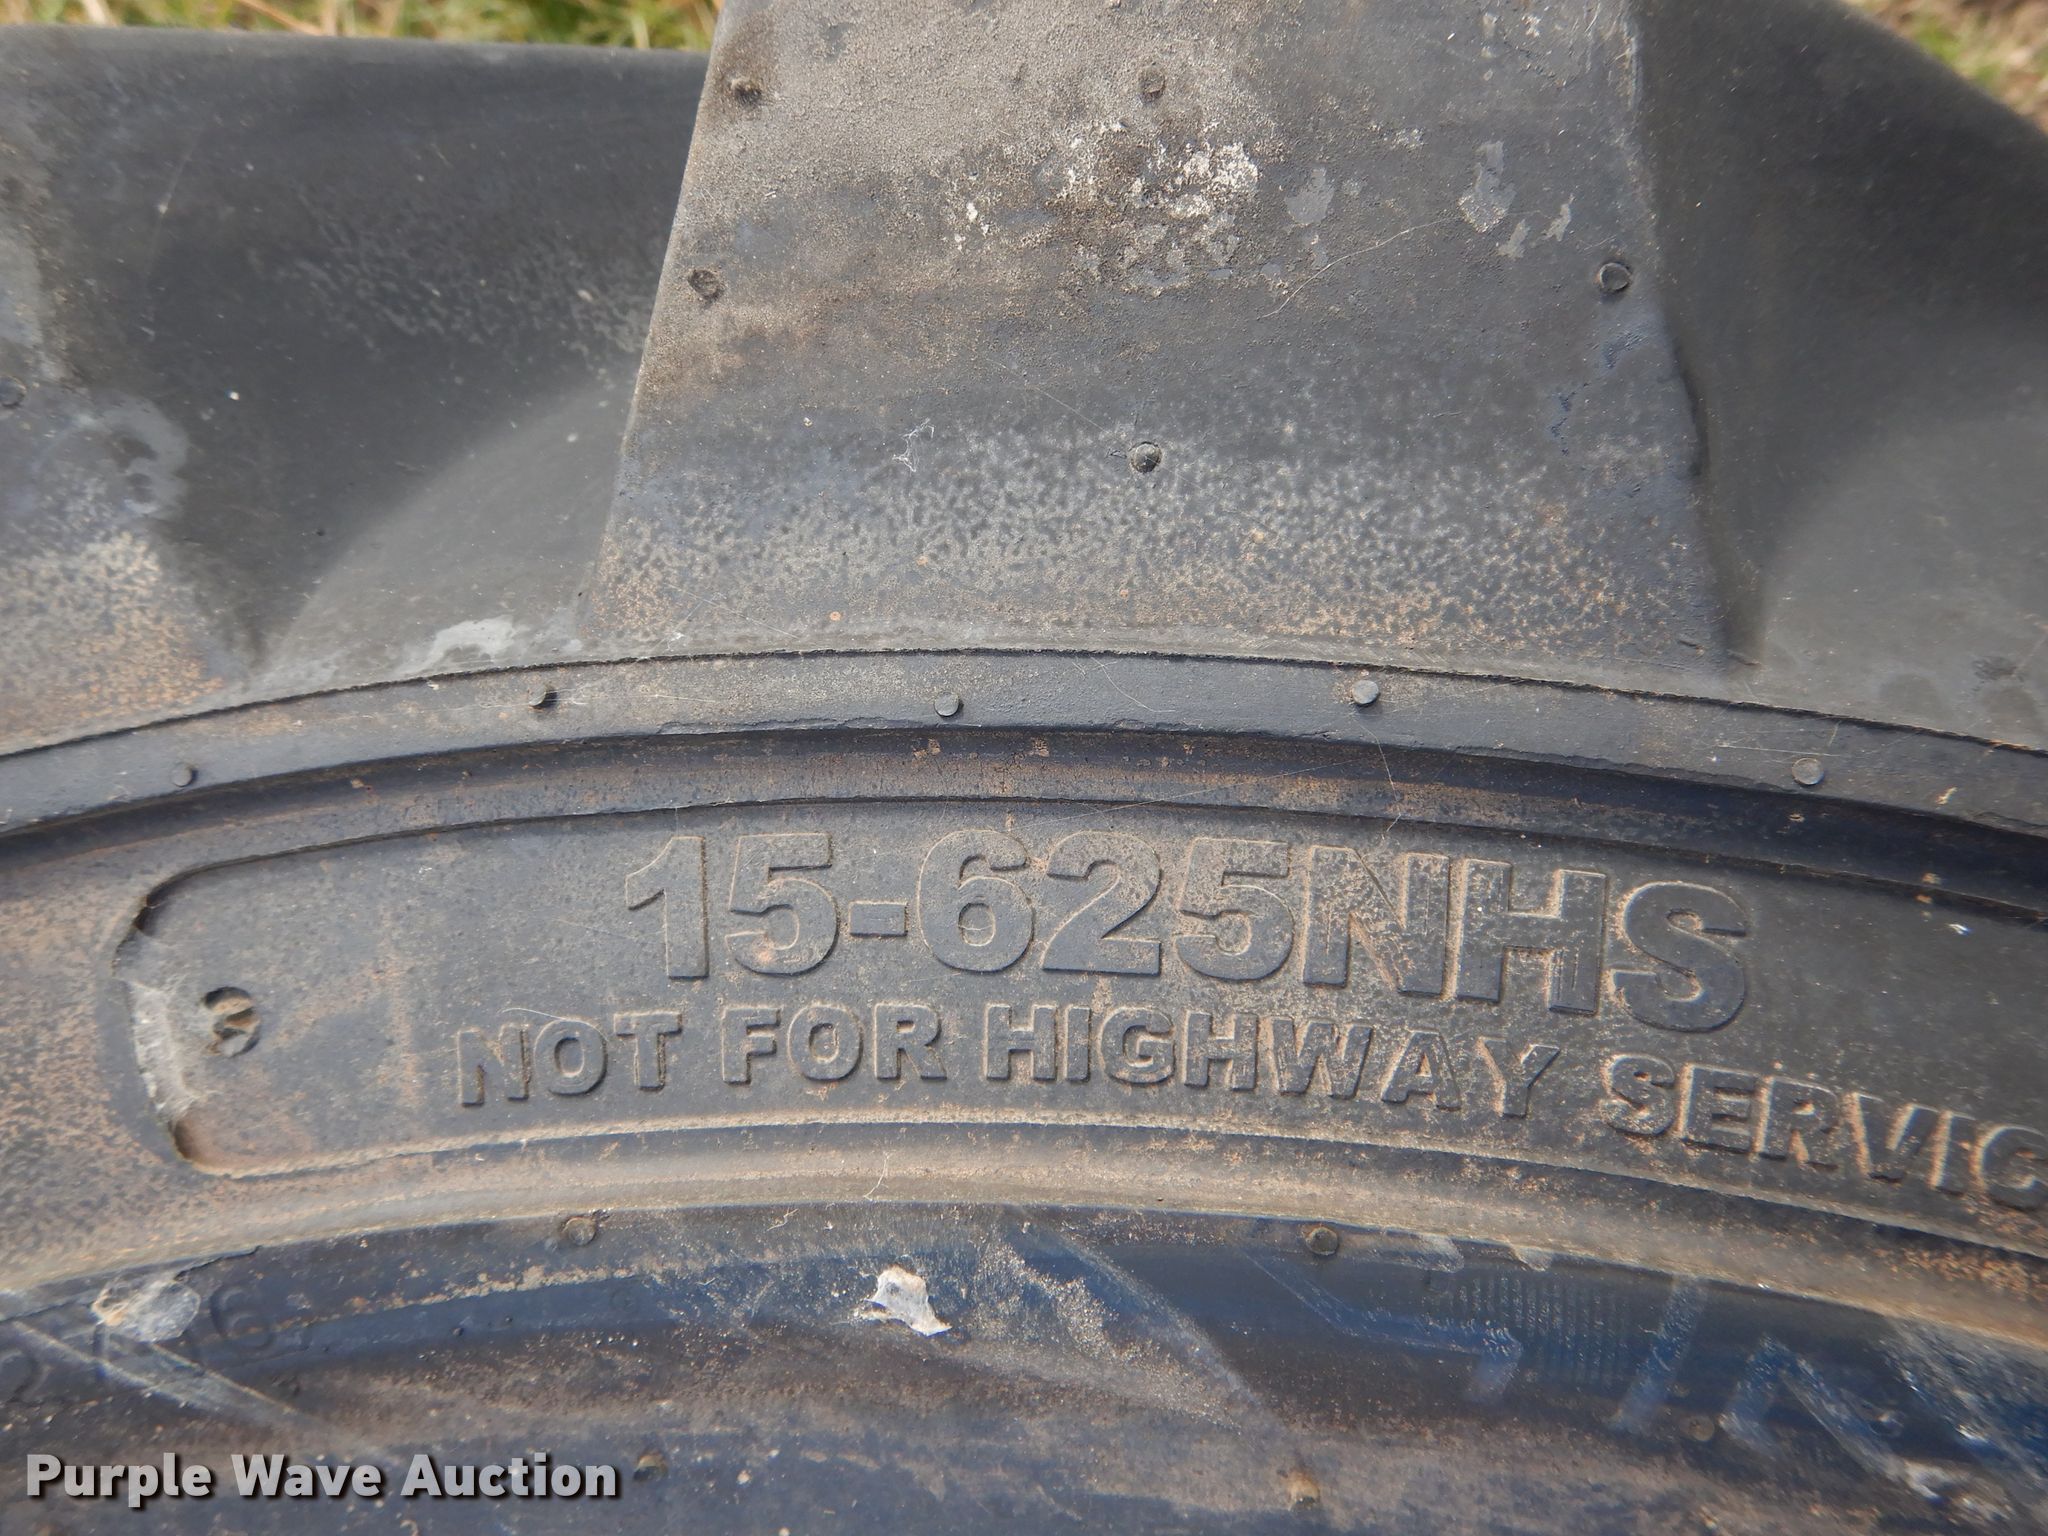 15-625NHS
NOT FOR HIGHWAY SERVIC
Purple Wave Auction